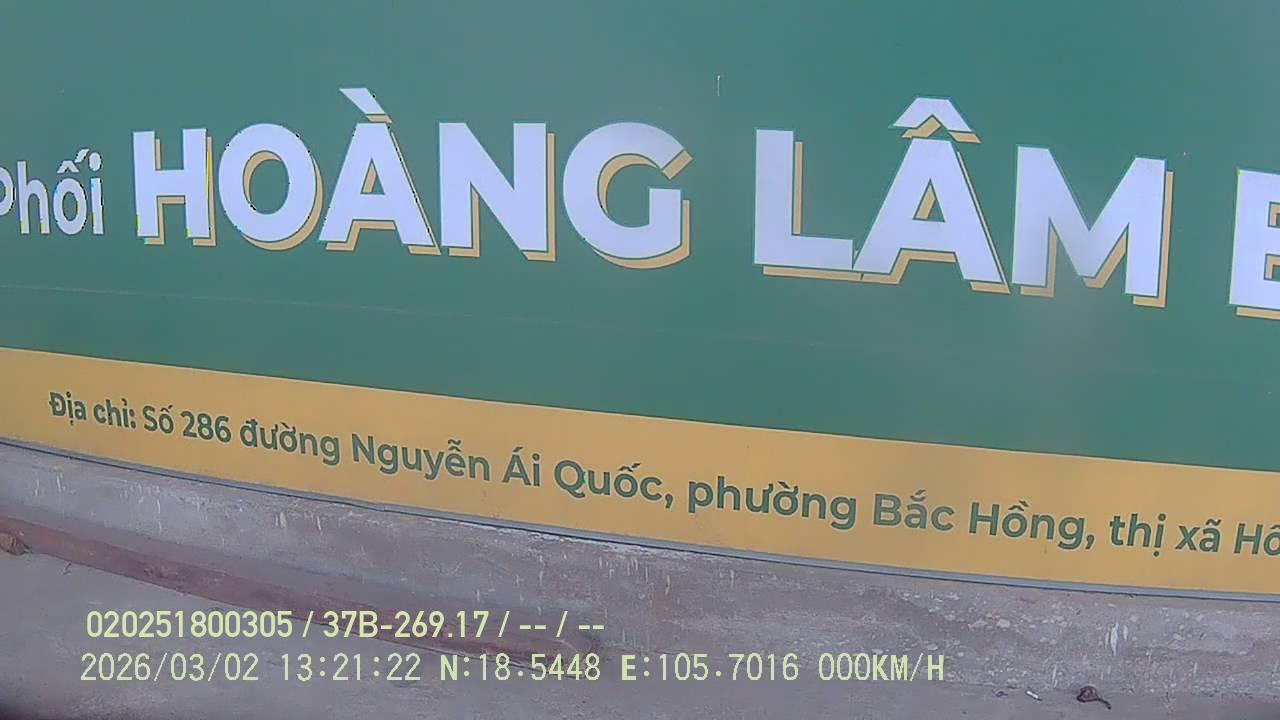 Phối HOÀNG LÂM
Địa chỉ: Số 286 đường Nguyễn Ái Quốc, phường Bắc Hồng, thị xã Hồ
020251800305 / 37B-269.17 / -- / --
2026/03/02 13:21:22 N:18.5448 E:105.7016 000KM/H